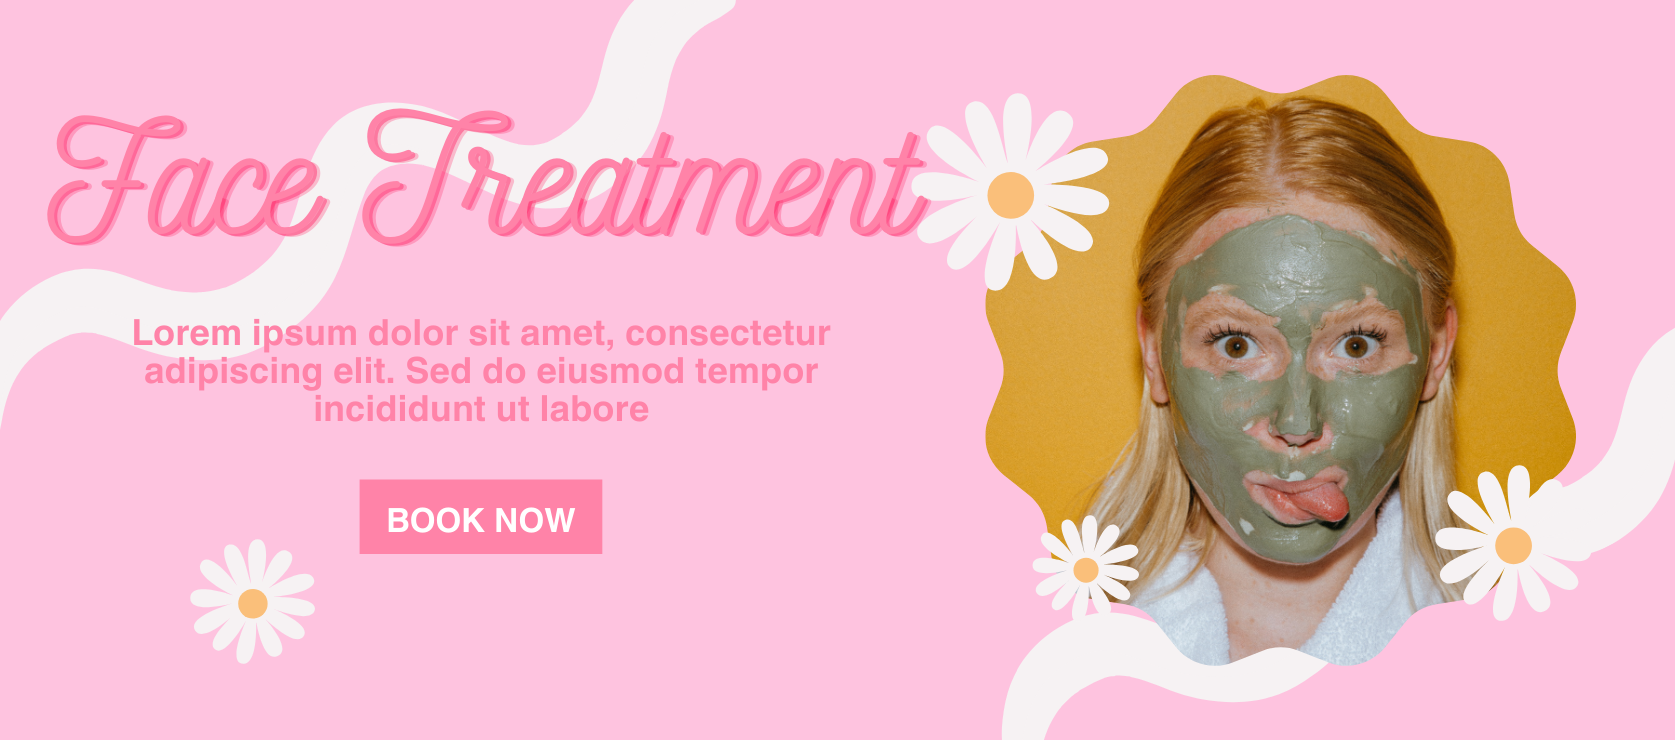 Face Treatment
Lorem ipsum dolor sit amet, consectetur
adipiscing elit. Sed do eiusmod tempor
incididunt ut labore
BOOK NOW